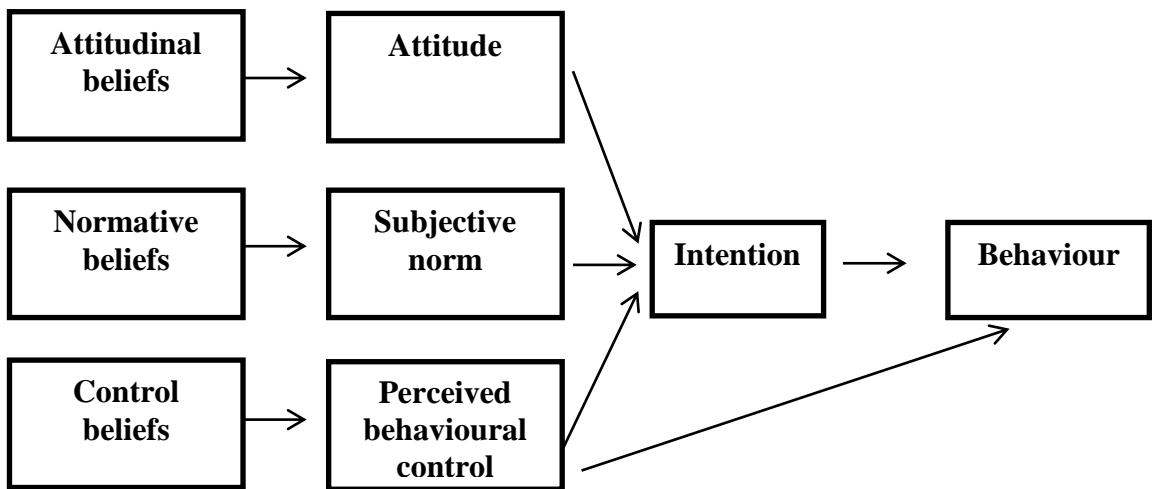 Attitudinal
beliefs
Attitude
Normative
beliefs
Subjective
norm
Intention
Behaviour
Control
beliefs
Perceived
behavioural
control